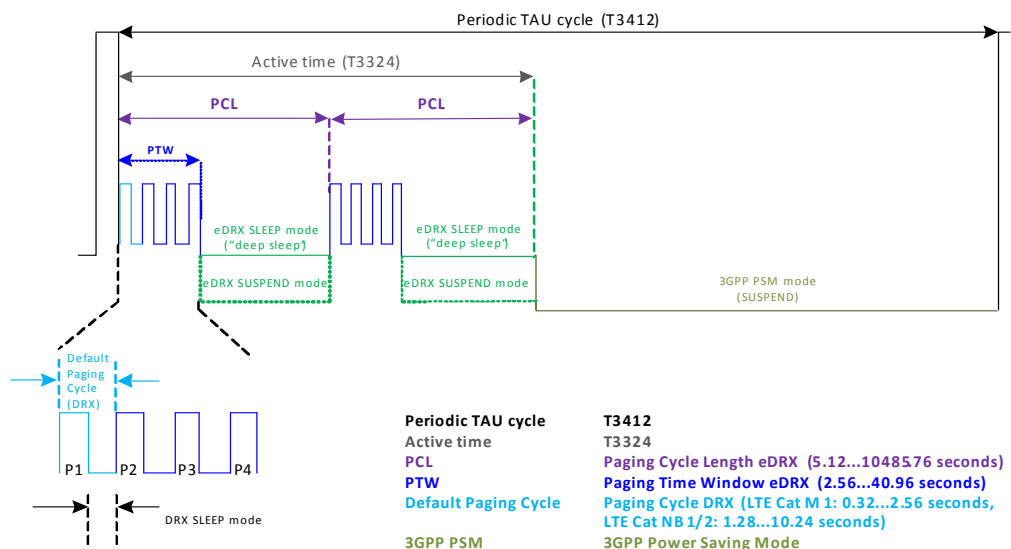 Periodic TAU cycle (T3412)
Active time (T3324)
PCL
PCL
PTW
eDRX SLEEP mode
("deep sleep")
eDRX SLEEP mode
("deep sleep")
eDRX SUSPEND mode
eDRX SUSPEND mode
3GPP PSM mode
(SUSPEND)
Default
Paging
Cycle
(DRX)
P1
P2
P3
P4
DRX SLEEP mode
Periodic TAU cycle T3412
Active time T3324
PCL Paging Cycle Length eDRX (5.12...10485.76 seconds)
PTW Paging Time Window eDRX (2.56...40.96 seconds)
Default Paging Cycle Paging Cycle DRX (LTE Cat M 1: 0.32...2.56 seconds,
LTE Cat NB 1/2: 1.28...10.24 seconds)
3GPP PSM 3GPP Power Saving Mode